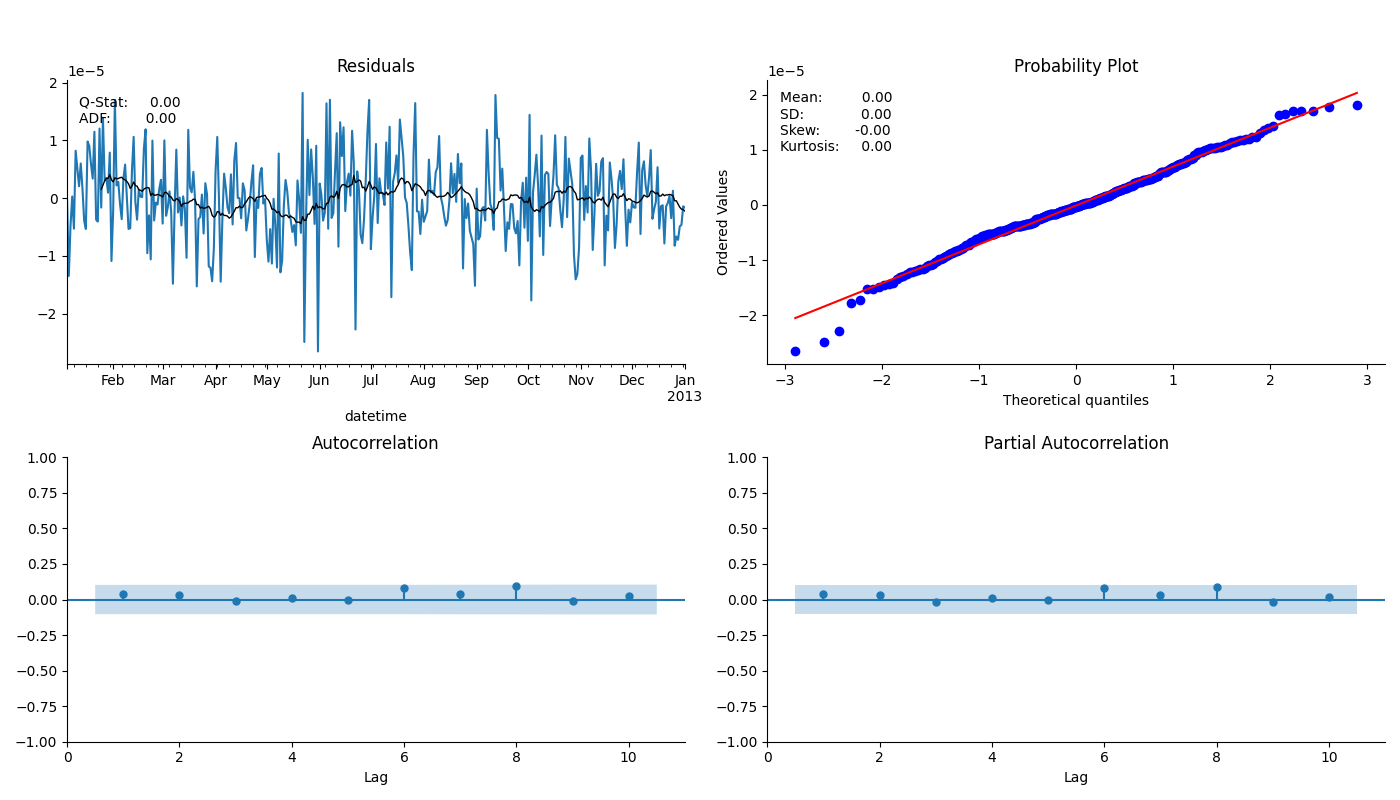 Residuals
1e−5
Q-Stat: 0.00
ADF: 0.00
2
1
0
−1
−2
Feb Mar Apr May Jun Jul Aug Sep Oct Nov Dec Jan
2013
datetime
Probability Plot
1e−5
Mean: 0.00
SD: 0.00
Skew: -0.00
Kurtosis: 0.00
Ordered Values
2
1
0
−1
−2
−3 −2 −1 0 1 2 3
Theoretical quantiles
Autocorrelation
1.00
0.75
0.50
0.25
0.00
−0.25
−0.50
−0.75
−1.00
0 2 4 6 8 10
Lag
Partial Autocorrelation
1.00
0.75
0.50
0.25
0.00
−0.25
−0.50
−0.75
−1.00
0 2 4 6 8 10
Lag